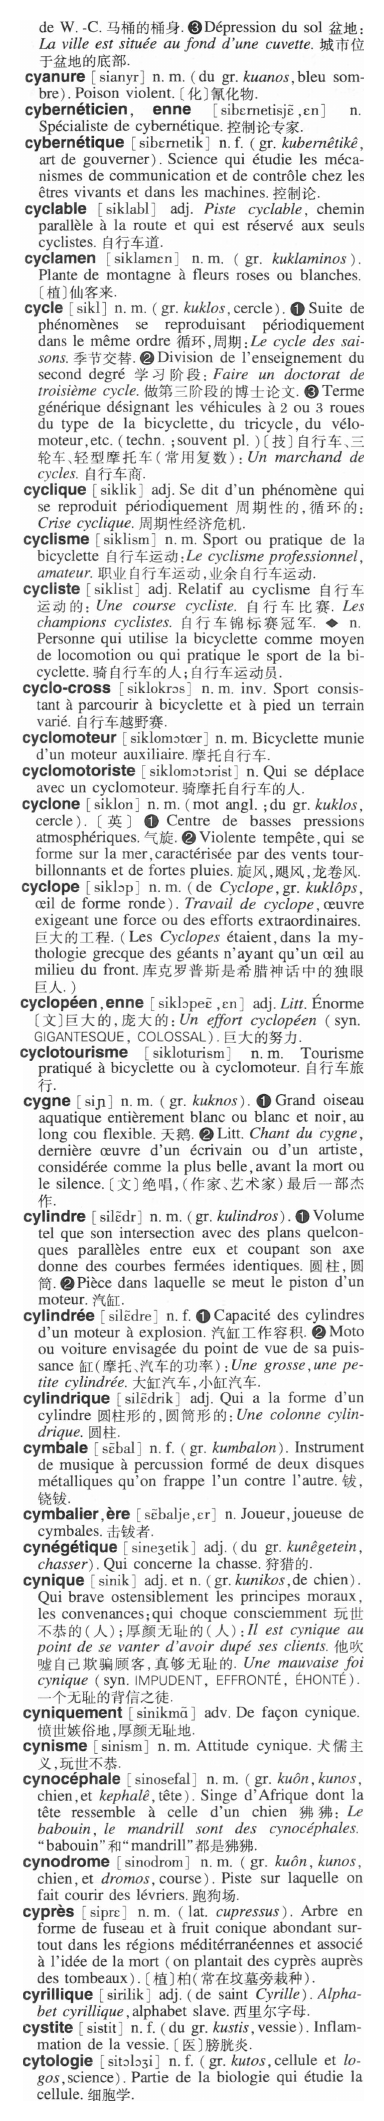 de W. -C. 马桶的桶身. ❸ Dépression du sol 盆地:
La ville est située au fond d'une cuvette. 城市位
于盆地的底部.
cyanure [sianyr] n. m. (du gr. kuanos, bleu som-
bre). Poison violent. [化]氰化物.
cybernéticien, enne [sibɛrnetisjɛ̃, ɛn] n.
Spécialiste de cybernétique. 控制论专家.
cybernétique [sibɛrnetik] n. f. (gr. kubernêtikê,
art de gouverner). Science qui étudie les méca-
nismes de communication et de contrôle chez les
êtres vivants et dans les machines. 控制论.
cyclable [siklabl] adj. Piste cyclable, chemin
parallèle à la route et qui est réservé aux seuls
cyclistes. 自行车道.
cyclamen [siklamɛn] n. m. (gr. kuklaminos).
Plante de montagne à fleurs roses ou blanches.
[植]仙客来.
cycle [sikl] n. m. (gr. kuklos, cercle). ❶ Suite de
phénomènes se reproduisant périodiquement
dans le même ordre 循环,周期: Le cycle des sai-
sons. 季节交替. ❷ Division de l'enseignement du
second degré 学习阶段: Faire un doctorat de
troisième cycle. 做第三阶段的博士论文. ❸ Terme
générique désignant les véhicules à 2 ou 3 roues
du type de la bicyclette, du tricycle, du vélo-
moteur, etc. (techn. ; souvent pl.) [技]自行车、三
轮车、轻型摩托车(常用复数): Un marchand de
cycles. 自行车商.
cyclique [siklik] adj. Se dit d'un phénomène qui
se reproduit périodiquement 周期性的,循环的:
Crise cyclique. 周期性经济危机.
cyclisme [siklism] n. m. Sport ou pratique de la
bicyclette 自行车运动: Le cyclisme professionnel,
amateur. 职业自行车运动,业余自行车运动.
cycliste [siklist] adj. Relatif au cyclisme 自行车
运动的: Une course cycliste. 自行车比赛. Les
champions cyclistes. 自行车锦标赛冠军. ◆ n.
Personne qui utilise la bicyclette comme moyen
de locomotion ou qui pratique le sport de la bi-
cyclette. 骑自行车的人;自行车运动员.
cyclo-cross [siklokrɔs] n. m. inv. Sport consis-
tant à parcourir à bicyclette et à pied un terrain
varié. 自行车越野赛.
cyclomoteur [siklomɔtœr] n. m. Bicyclette munie
d'un moteur auxiliaire. 摩托自行车.
cyclomotoriste [siklomɔtɔrist] n. Qui se déplace
avec un cyclomoteur. 骑摩托自行车的人.
cyclone [siklon] n. m. (mot angl. ; du gr. kuklos,
cercle). [英] ❶ Centre de basses pressions
atmosphériques. 气旋. ❷ Violente tempête, qui se
forme sur la mer, caractérisée par des vents tour-
billonnants et de fortes pluies. 旋风,飓风,龙卷风.
cyclope [siklɔp] n. m. (de Cyclope, gr. kuklôps,
œil de forme ronde). Travail de cyclope, œuvre
exigeant une force ou des efforts extraordinaires.
巨大的工程. (Les Cyclopes étaient, dans la my-
thologie grecque des géants n'ayant qu'un œil au
milieu du front. 库克罗普斯是希腊神话中的独眼
巨人.)
cyclopéen, enne [siklɔpeɛ̃, ɛn] adj. Litt. Énorme
[文]巨大的,庞大的: Un effort cyclopéen (syn.
GIGANTESQUE, COLOSSAL). 巨大的努力.
cyclotourisme [sikloturism] n. m. Tourisme
pratiqué à bicyclette ou à cyclomoteur. 自行车旅
行.
cygne [siɲ] n. m. (gr. kuknos). ❶ Grand oiseau
aquatique entièrement blanc ou blanc et noir, au
long cou flexible. 天鹅. ❷ Litt. Chant du cygne,
dernière œuvre d'un écrivain ou d'un artiste,
considérée comme la plus belle, avant la mort ou
le silence. [文]绝唱,(作家、艺术家)最后一部杰
作.
cylindre [silɛ̃dr] n. m. (gr. kulindros). ❶ Volume
tel que son intersection avec des plans quelcon-
ques parallèles entre eux et coupant son axe
donne des courbes fermées identiques. 圆柱,圆
筒. ❷ Pièce dans laquelle se meut le piston d'un
moteur. 汽缸.
cylindrée [silɛ̃dre] n. f. ❶ Capacité des cylindres
d'un moteur à explosion. 汽缸工作容积. ❷ Moto
ou voiture envisagée du point de vue de sa puis-
sance 缸(摩托、汽车的功率): Une grosse, une pe-
tite cylindrée. 大缸汽车,小缸汽车.
cylindrique [silɛ̃drik] adj. Qui a la forme d'un
cylindre 圆柱形的,圆筒形的: Une colonne cylin-
drique. 圆柱.
cymbale [sɛ̃bal] n. f. (gr. kumbalon). Instrument
de musique à percussion formé de deux disques
métalliques qu'on frappe l'un contre l'autre. 钹,
铙钹.
cymbalier, ère [sɛ̃balje, ɛr] n. Joueur, joueuse de
cymbales. 击钹者.
cynégétique [sineʒetik] adj. (du gr. kunêgetein,
chasser). Qui concerne la chasse. 狩猎的.
cynique [sinik] adj. et n. (gr. kunikos, de chien).
Qui brave ostensiblement les principes moraux,
les convenances; qui choque consciemment 玩世
不恭的(人);厚颜无耻的(人): Il est cynique au
point de se vanter d'avoir dupé ses clients. 他吹
嘘自己欺骗顾客,真够无耻的. Une mauvaise foi
cynique (syn. IMPUDENT, EFFRONTÉ, ÉHONTÉ).
一个无耻的背信之徒.
cyniquement [sinikmɑ̃] adv. De façon cynique.
愤世嫉俗地,厚颜无耻地.
cynisme [sinism] n. m. Attitude cynique. 犬儒主
义,玩世不恭.
cynocéphale [sinosefal] n. m. (gr. kuôn, kunos,
chien, et kephalê, tête). Singe d'Afrique dont la
tête ressemble à celle d'un chien 狒狒: Le
babouin, le mandrill sont des cynocéphales.
"babouin"和"mandrill"都是狒狒.
cynodrome [sinodrom] n. m. (gr. kuôn, kunos,
chien, et dromos, course). Piste sur laquelle on
fait courir des lévriers. 跑狗场.
cyprès [siprɛ] n. m. (lat. cupressus). Arbre en
forme de fuseau et à fruit conique abondant sur-
tout dans les régions méditérranéennes et associé
à l'idée de la mort (on plantait des cyprès auprès
des tombeaux). [植]柏(常在坟墓旁栽种).
cyrillique [sirilik] adj. (de saint Cyrille). Alpha-
bet cyrillique, alphabet slave. 西里尔字母.
cystite [sistit] n. f. (du gr. kustis, vessie). Inflam-
mation de la vessie. [医]膀胱炎.
cytologie [sitɔlɔʒi] n. f. (gr. kutos, cellule et lo-
gos, science). Partie de la biologie qui étudie la
cellule. 细胞学.